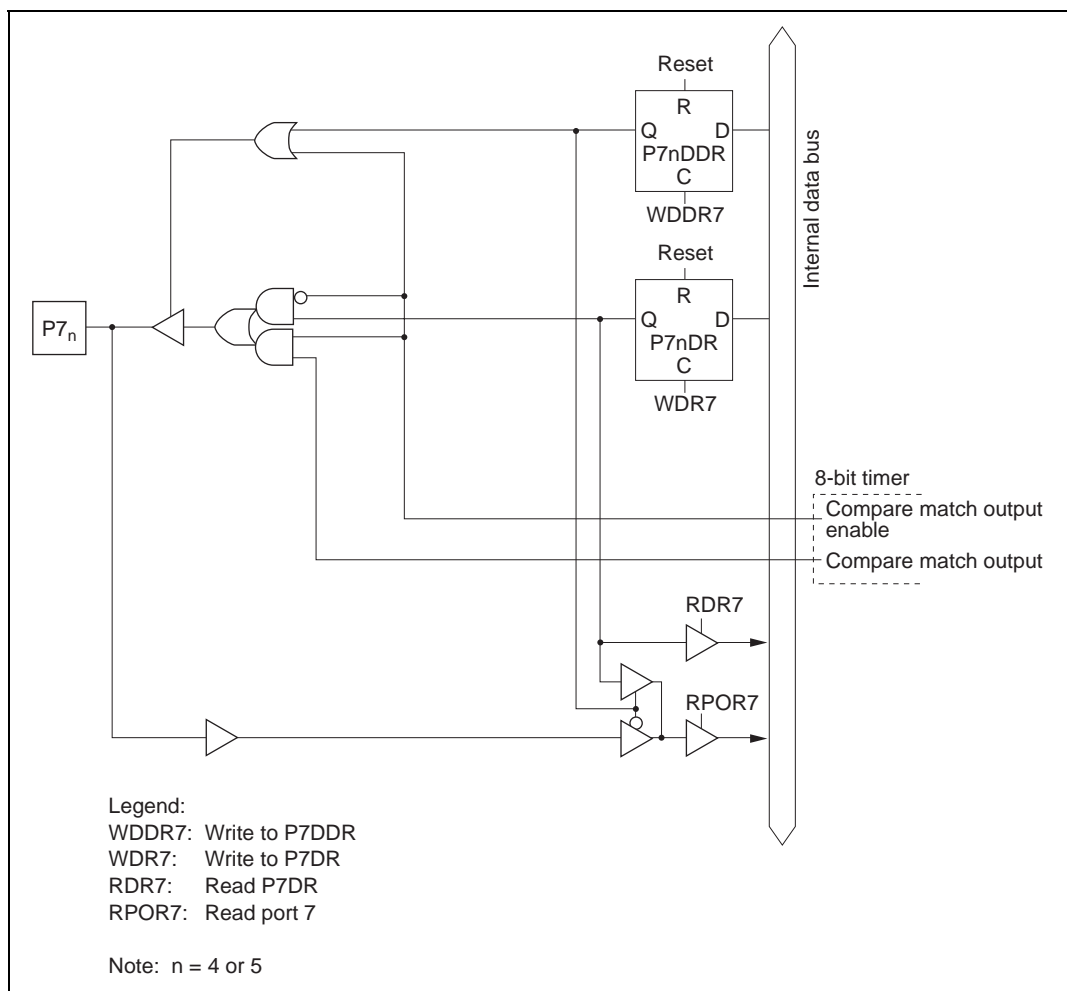 Reset
R
Q D
P7nDDR
C
WDDR7
Reset
R
Q D
P7nDR
C
WDR7
Internal data bus
P7n
8-bit timer
Compare match output
enable
Compare match output
RDR7
RPOR7
Legend:
WDDR7: Write to P7DDR
WDR7: Write to P7DR
RDR7: Read P7DR
RPOR7: Read port 7
Note: n = 4 or 5